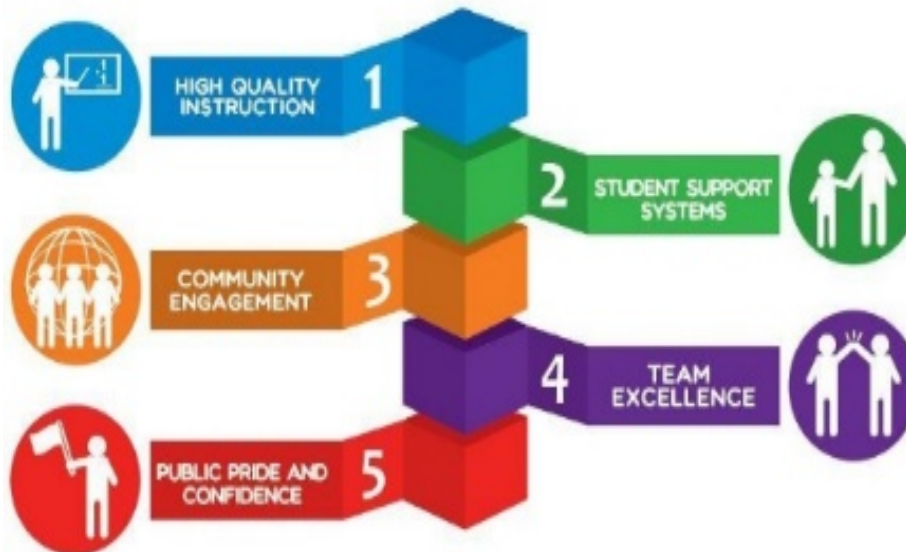 HIGH QUALITY
INSTRUCTION
1
2
STUDENT SUPPORT
SYSTEMS
COMMUNITY
ENGAGEMENT
3
4
TEAM
EXCELLENCE
PUBLIC PRIDE AND
CONFIDENCE
5